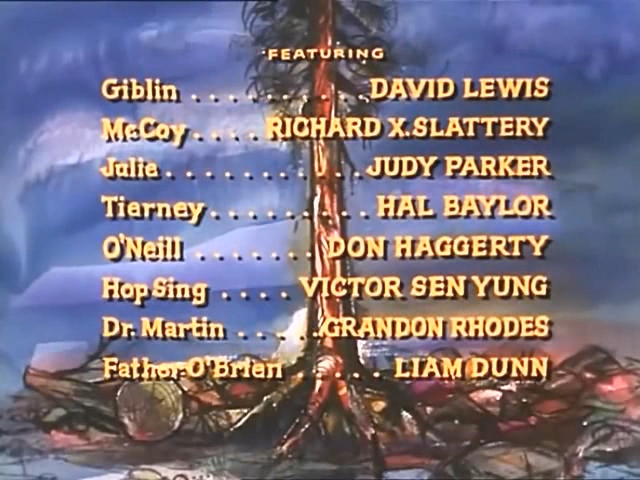 FEATURING
Giblin . . . . . . . . . . DAVID LEWIS
McCoy . . . . RICHARD X. SLATTERY
Julie . . . . . . . . . . . JUDY PARKER
Tierney . . . . . . . . . HAL BAYLOR
O'Neill . . . . . . . DON HAGGERTY
Hop Sing . . . . VICTOR SEN YUNG
Dr. Martin . . . . . GRANDON RHODES
Father O'Brien . . . . . LIAM DUNN